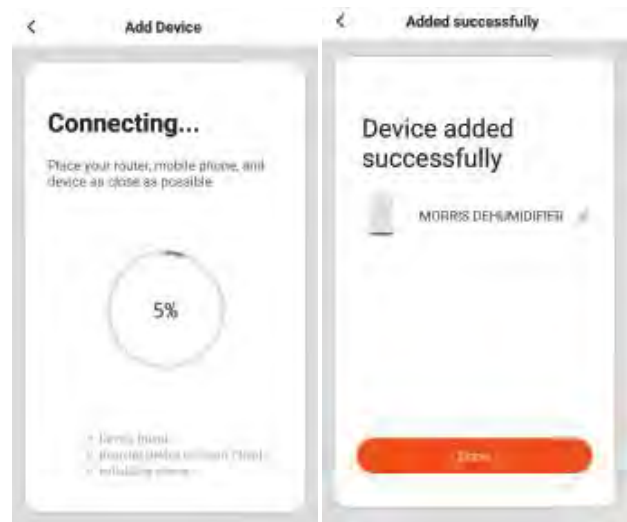 Add Device
Connecting...
Place your router, mobile phone, and
device as close as possible
5%
Added successfully
Device added
successfully
MORRIS DEHUMIDIFIER
Done